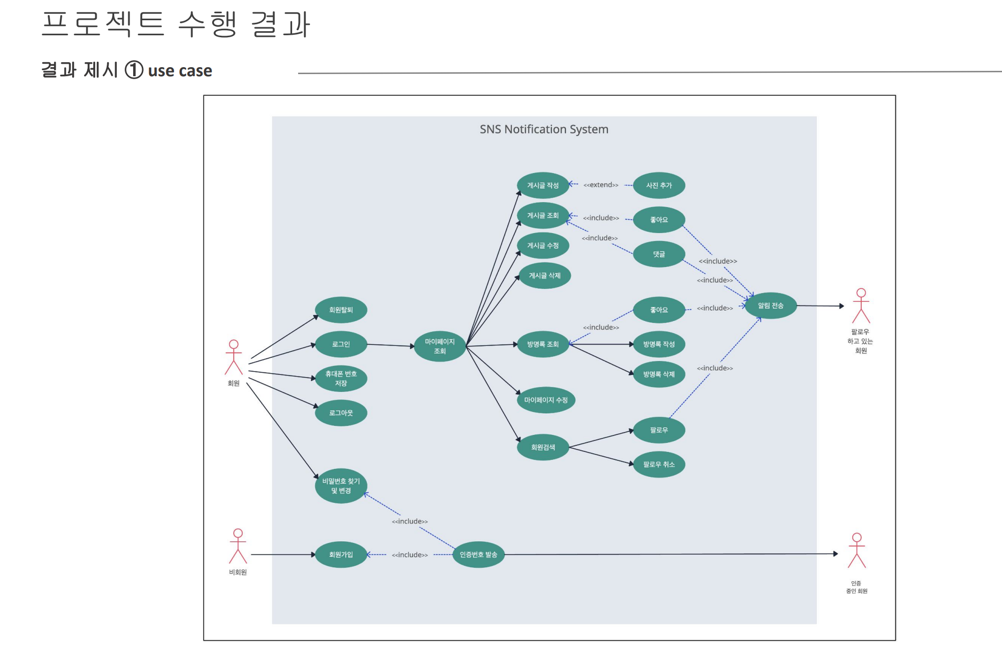 프로젝트 수행 결과
결과 제시 ① use case
SNS Notification System
게시글 작성
<<extend>>
사진 추가
게시글 조회
<<include>>
좋아요
<<include>>
게시글 수정
댓글
<<include>>
게시글 삭제
<<include>>
회원탈퇴
좋아요
<<include>>
알림 전송
<<include>>
로그인
마이페이지
조회
방명록 조회
방명록 작성
팔로우
하고 있는
회원
회원
휴대폰 번호
저장
방명록 삭제
<<include>>
마이페이지 수정
로그아웃
팔로우
회원검색
팔로우 취소
비밀번호 찾기
및 변경
<<include>>
회원가입
<<include>>
인증번호 발송
비회원
인증
중인 회원